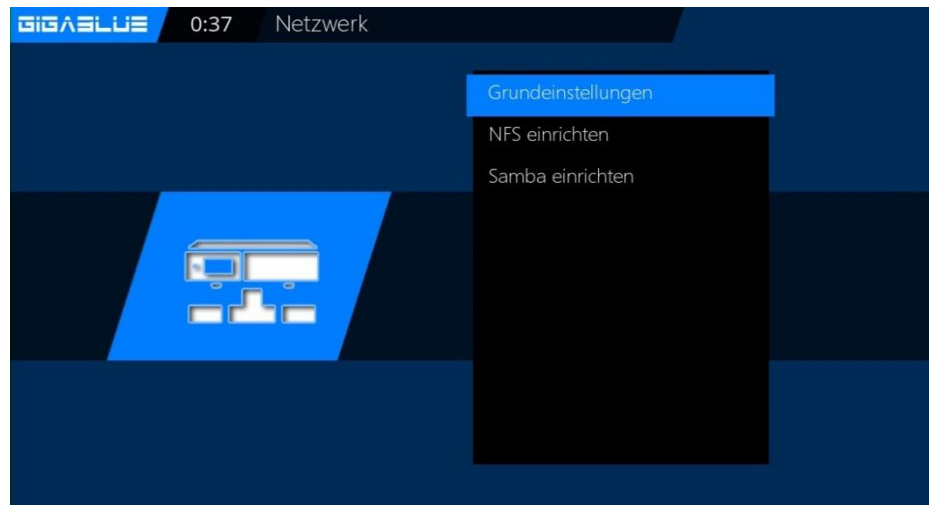 GIGABLUE 0:37 Netzwerk
Grundeinstellungen
NFS einrichten
Samba einrichten